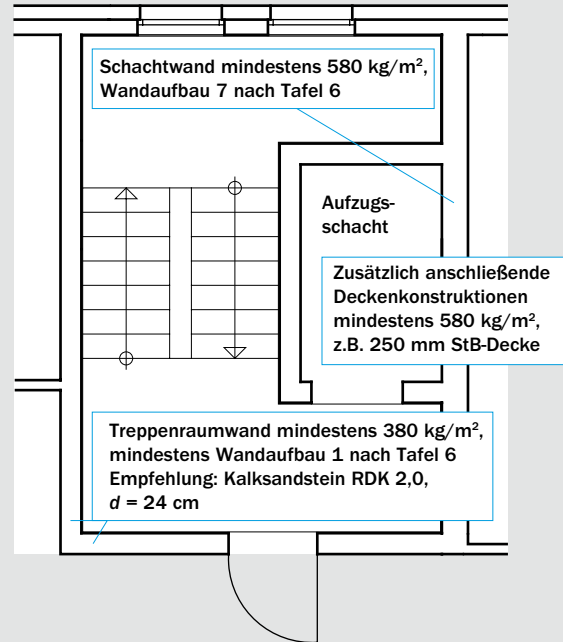 Schachtwand mindestens 580 kg/m²,
Wandaufbau 7 nach Tafel 6
Aufzugs-
schacht
Zusätzlich anschließende
Deckenkonstruktionen
mindestens 580 kg/m²,
z.B. 250 mm StB-Decke
Treppenraumwand mindestens 380 kg/m²,
mindestens Wandaufbau 1 nach Tafel 6
Empfehlung: Kalksandstein RDK 2,0,
d = 24 cm